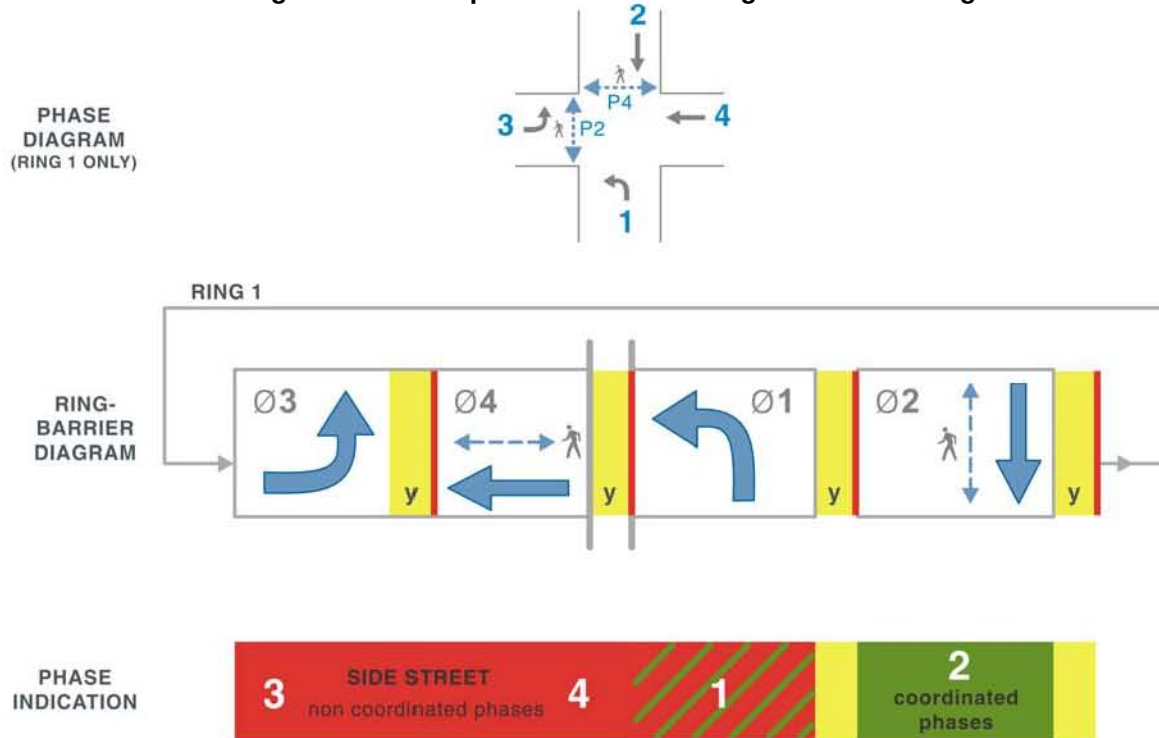 PHASE
DIAGRAM
(RING 1 ONLY)
2
P4
3
P2
4
1
RING 1
RING-
BARRIER
DIAGRAM
Ø3
y
Ø4
y
Ø1
y
Ø2
y
PHASE
INDICATION
3
SIDE STREET
non coordinated phases
4
1
2
coordinated
phases